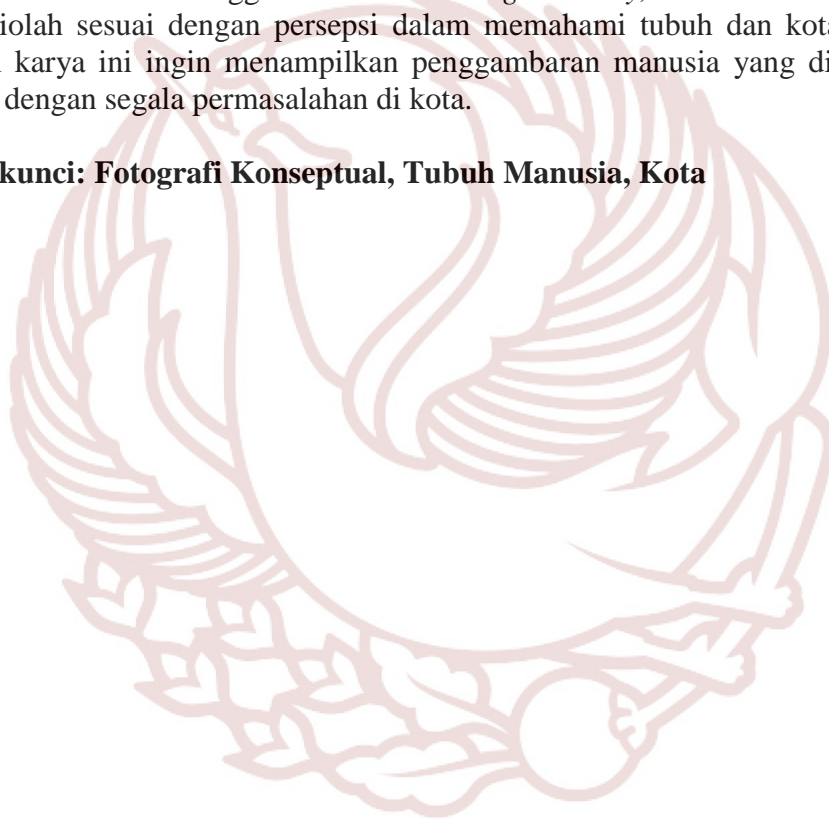 iolah sesuai dengan persepsi dalam memahami tubuh dan kota
karya ini ingin menampilkan penggambaran manusia yang di
dengan segala permasalahan di kota.
kunci: Fotografi Konseptual, Tubuh Manusia, Kota